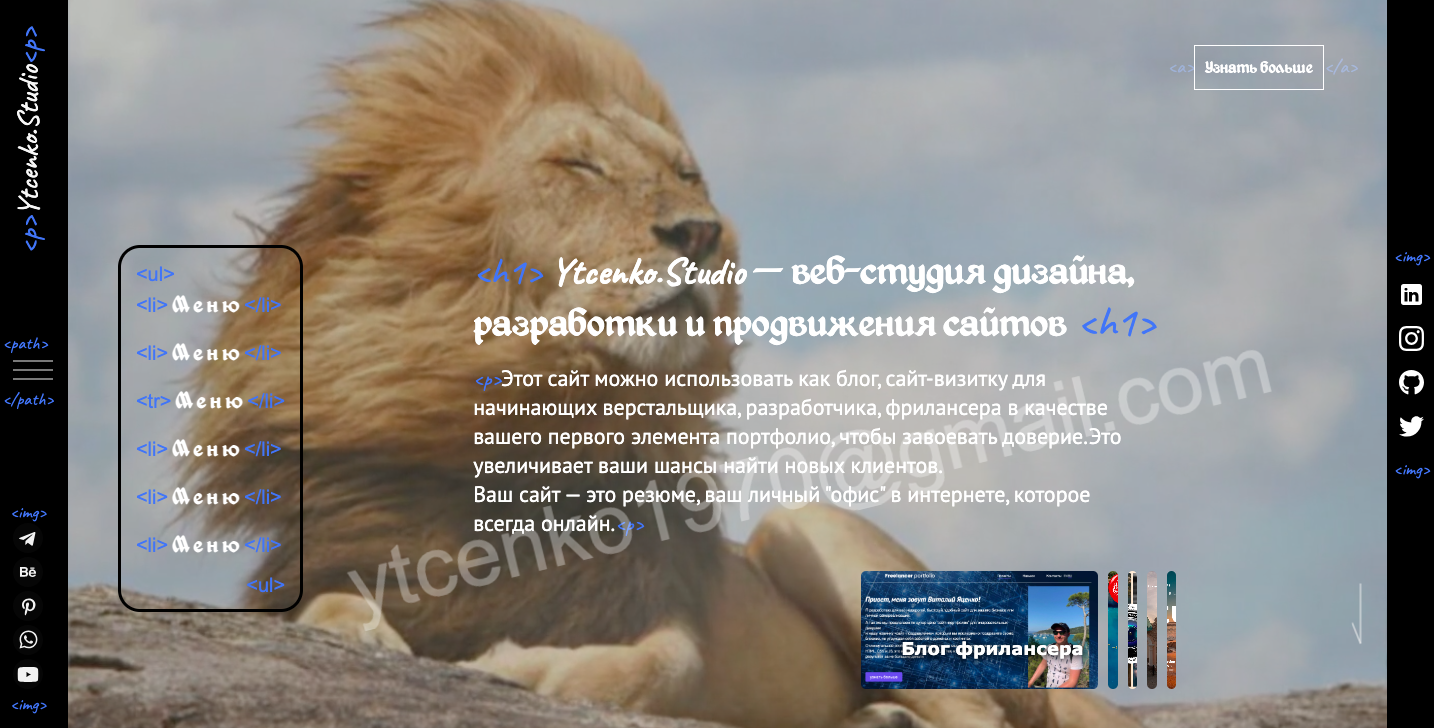 <p>Ytcenko.Studio<p>
<a> Узнать больше </a>
<ul>
<li> Меню </li>
<li> Меню </li>
<tr> Меню </li>
<li> Меню </li>
<li> Меню </li>
<li> Меню </li>
<ul>
<path>
</path>
<img>
Bē
<img>
<h1> Ytcenko.Studio — веб-студия дизайна,
разработки и продвижения сайтов <h1>
<p>Этот сайт можно использовать как блог, сайт-визитку для
начинающих верстальщика, разработчика, фрилансера в качестве
вашего первого элемента портфолио, чтобы завоевать доверие.Это
увеличивает ваши шансы найти новых клиентов.
Ваш сайт — это резюме, ваш личный "офис" в интернете, которое
всегда онлайн.<p>
ytcenko1970@gmail.com
Freelancer portfolio
Привет, меня зовут Виталий Яценко!
Блог фрилансера
узнать больше
<img>
in
<img>